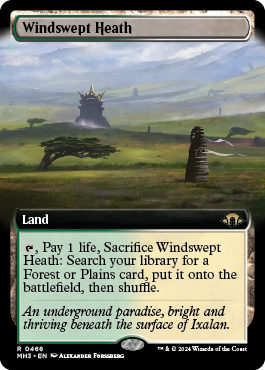 Windswept Heath
Land
, Pay 1 life, Sacrifice Windswept
Heath: Search your library for a
Forest or Plains card, put it onto the
battlefield, then shuffle.
An underground paradise, bright and
thriving beneath the surface of Ixalan.
R 0466
MH3 • EN Alexander Forssberg
™ & © 2024 Wizards of the Coast